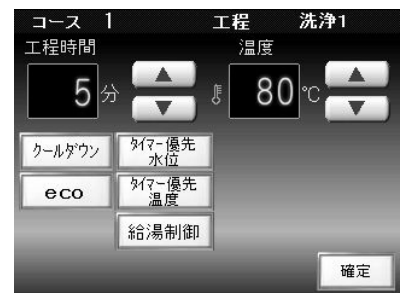 コース 1 工程 洗浄1
工程時間 温度
5 分 80 ℃
クールダウン
タイマー優先
水位
eco
タイマー優先
温度
給湯制御
確定